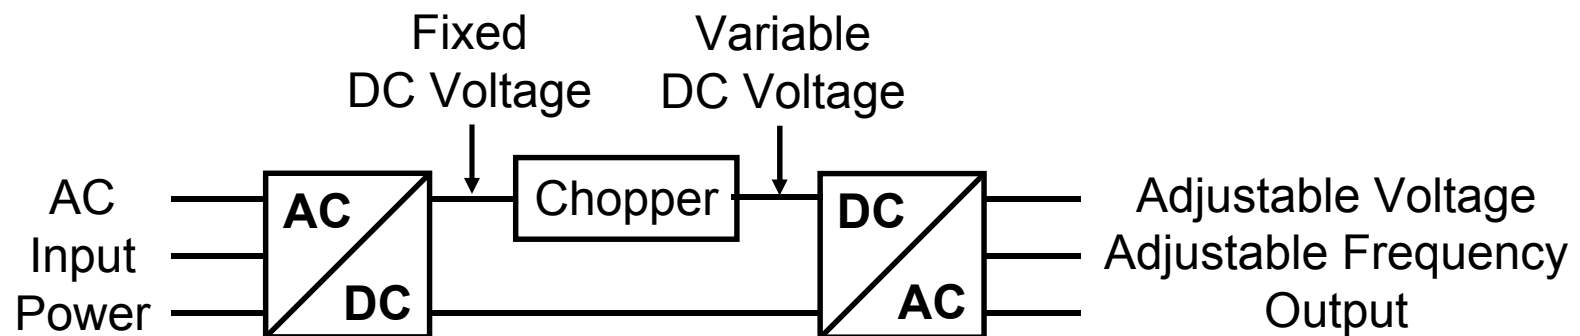 Fixed
DC Voltage
Variable
DC Voltage
AC
Input
Power
AC
DC
Chopper
DC
AC
Adjustable Voltage
Adjustable Frequency
Output